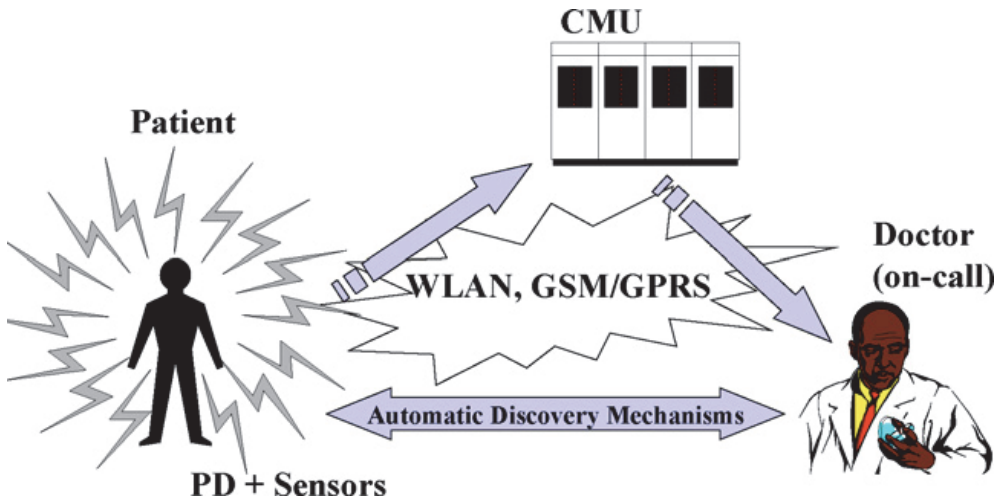 CMU
Patient
WLAN, GSM/GPRS
Doctor
(on-call)
Automatic Discovery Mechanisms
PD + Sensors